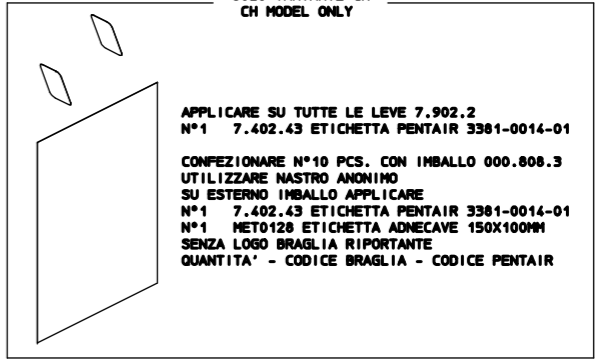 CH MODEL ONLY
APPLICARE SU TUTTE LE LEVE 7.902.2
N°1 7.402.43 ETICHETTA PENTAIR 3381-0014-01
CONFEZIONARE N°10 PCS. CON IMBALLO 000.808.3
UTILIZZARE NASTRO ANONIMO
SU ESTERNO IMBALLO APPLICARE
N°1 7.402.43 ETICHETTA PENTAIR 3381-0014-01
N°1 MET0128 ETICHETTA ADNECAVE 150X100MM
SENZA LOGO BRAGLIA RIPORTANTE
QUANTITA' - CODICE BRAGLIA - CODICE PENTAIR